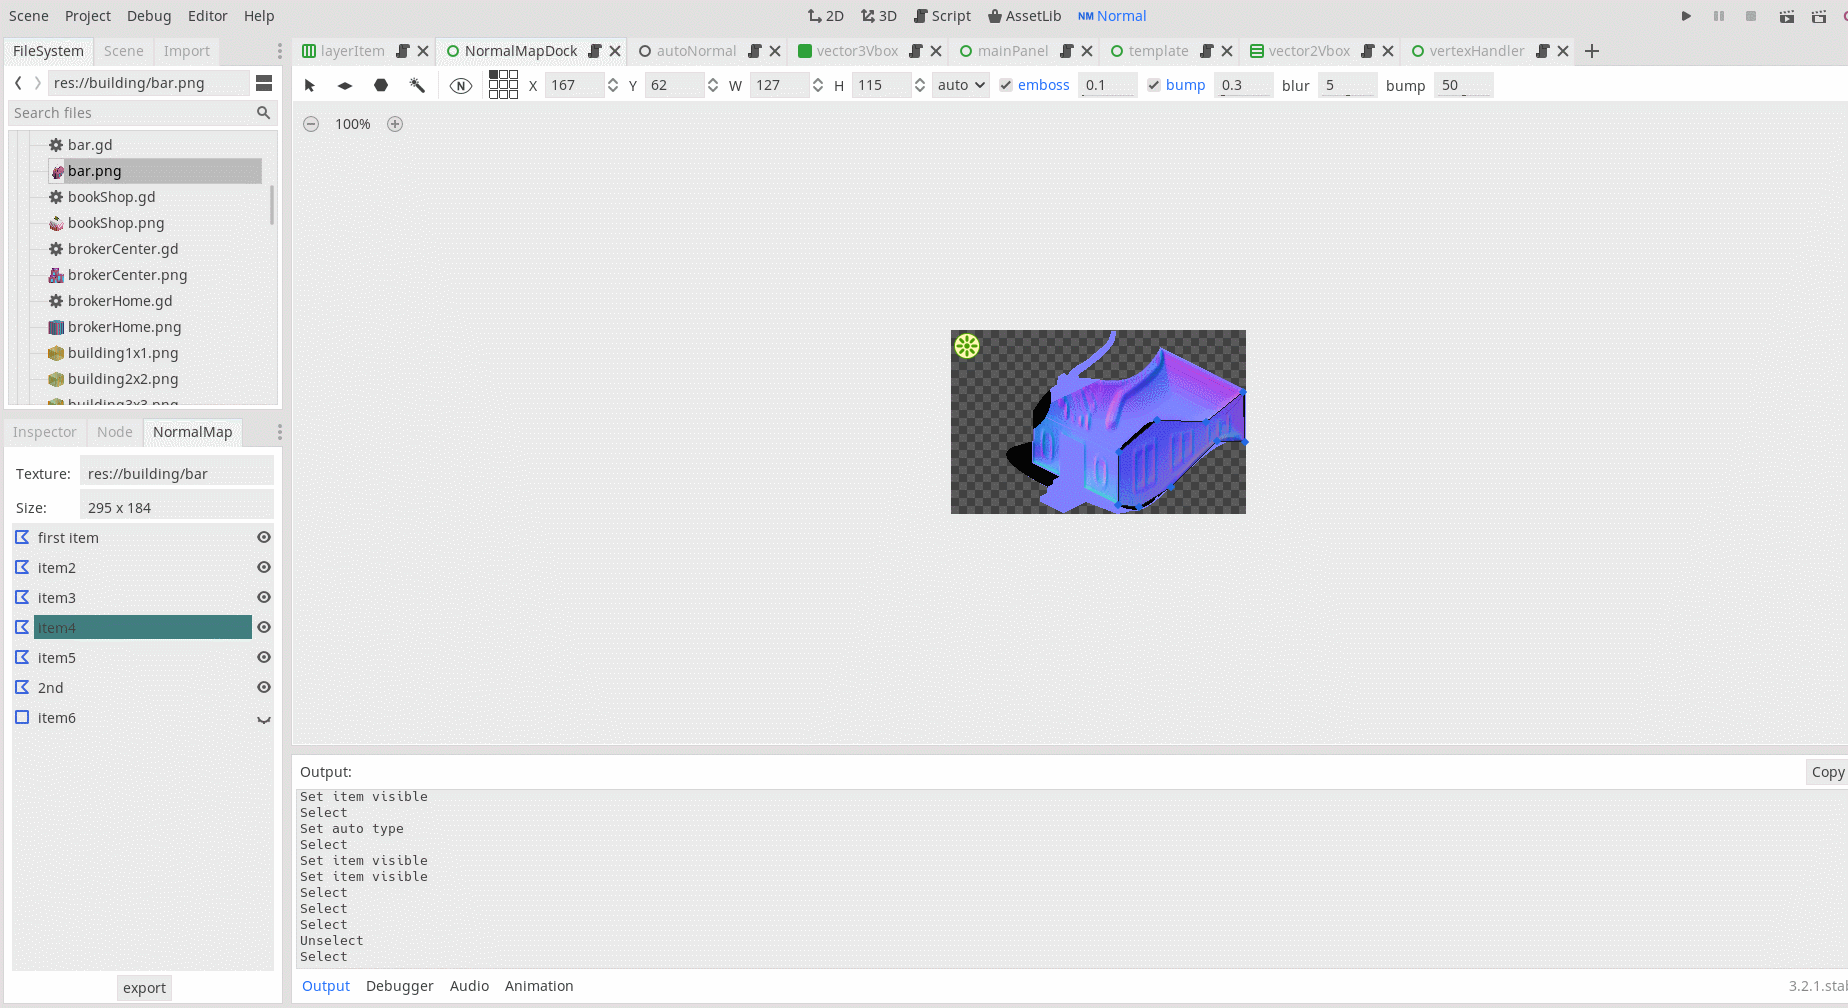 Scene Project Debug Editor Help 2D 3D Script AssetLib NM Normal
FileSystem Scene Import layerItem NormalMapDock autoNormal vector3Vbox mainPanel template vector2Vbox vertexHandler
res://building/bar.png N X 167 Y 62 W 127 H 115 auto emboss 0.1 bump 0.3 blur 5 bump 50
Search files
100%
bar.gd
bar.png
bookShop.gd
bookShop.png
brokerCenter.gd
brokerCenter.png
brokerHome.gd
brokerHome.png
building1x1.png
building2x2.png
building3x3.png
Inspector Node NormalMap
Texture: res://building/bar
Size: 295 x 184
first item
item2
item3
item4
item5
2nd
item6
export
Output: Copy
Set item visible
Select
Set auto type
Select
Set item visible
Set item visible
Select
Select
Select
Unselect
Select
Output Debugger Audio Animation 3.2.1.sta